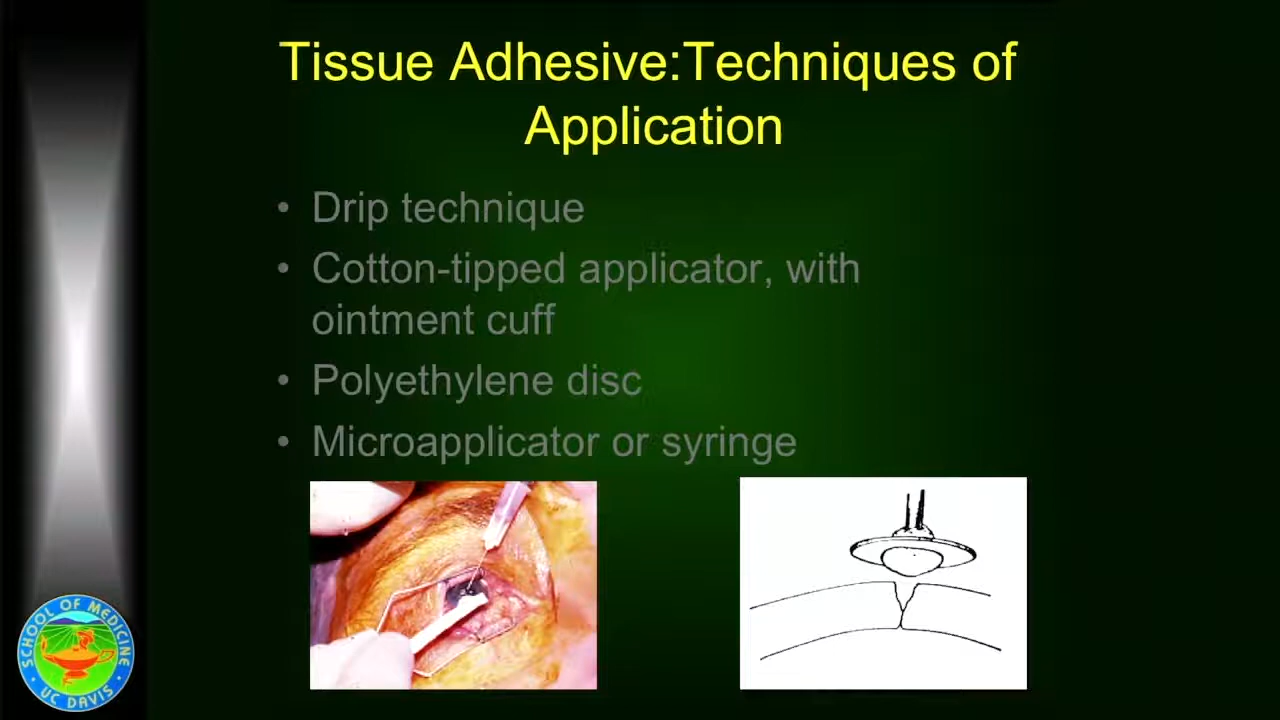 Tissue Adhesive:Techniques of
Application
• Drip technique
• Cotton-tipped applicator, with
ointment cuff
• Polyethylene disc
• Microapplicator or syringe
SCHOOL OF MEDICINE
UC DAVIS